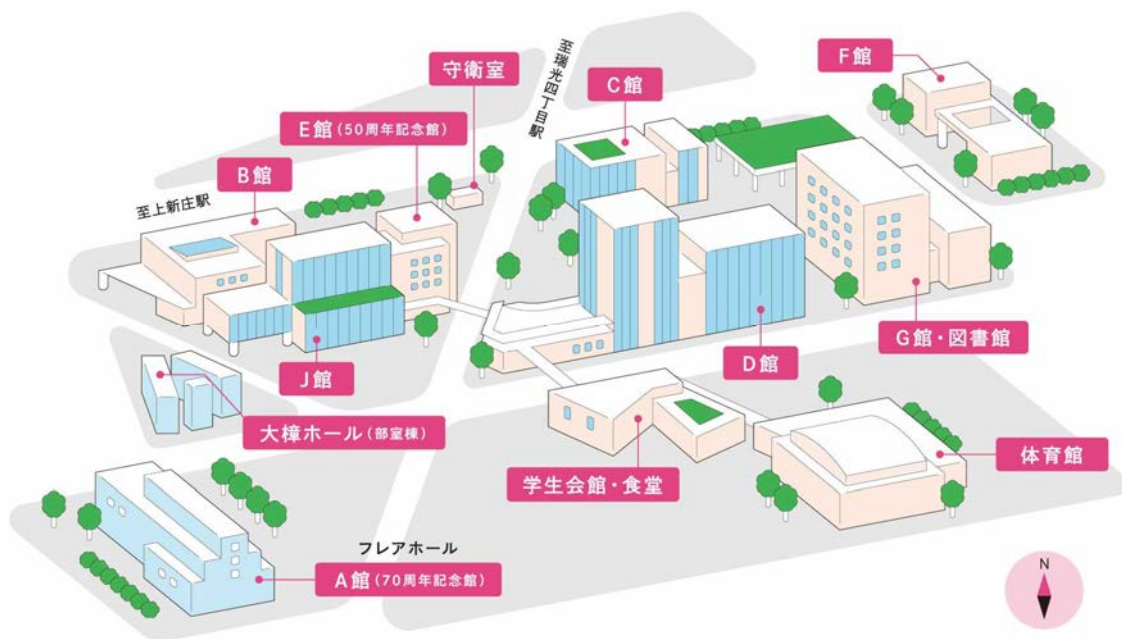 守衛室
至瑞光四丁目駅
C館
F館
E館(50周年記念館)
B館
至上新庄駅
J館
D館
G館・図書館
大樟ホール(部室棟)
学生会館・食堂
体育館
フレアホール
A館(70周年記念館)
N